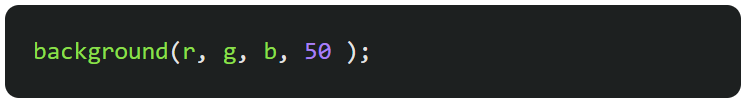 background(r, g, b, 50 );